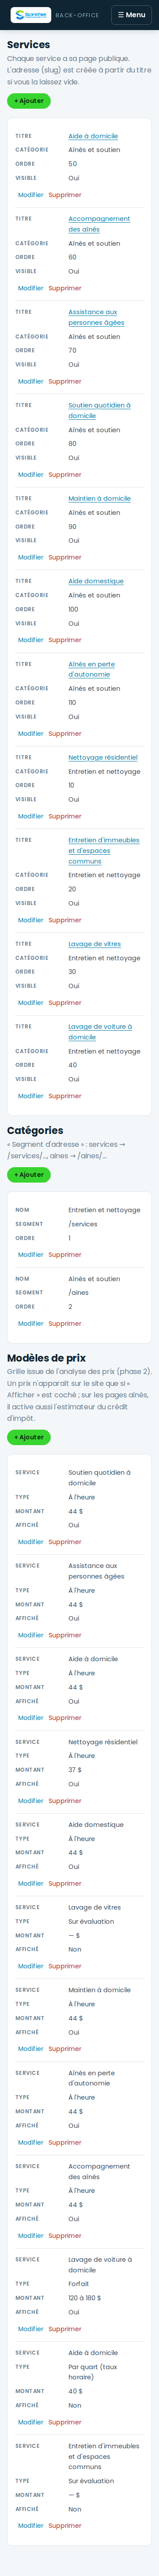 BACK-OFFICE
☰ Menu
Services
Chaque service a sa page publique.
L'adresse (slug) est créée à partir du titre
si vous la laissez vide.
+ Ajouter
TITRE Aide à domicile
CATÉGORIE Aînés et soutien
ORDRE 50
VISIBLE Oui
Modifier Supprimer
TITRE Accompagnement
des aînés
CATÉGORIE Aînés et soutien
ORDRE 60
VISIBLE Oui
Modifier Supprimer
TITRE Assistance aux
personnes âgées
CATÉGORIE Aînés et soutien
ORDRE 70
VISIBLE Oui
Modifier Supprimer
TITRE Soutien quotidien à
domicile
CATÉGORIE Aînés et soutien
ORDRE 80
VISIBLE Oui
Modifier Supprimer
TITRE Maintien à domicile
CATÉGORIE Aînés et soutien
ORDRE 90
VISIBLE Oui
Modifier Supprimer
TITRE Aide domestique
CATÉGORIE Aînés et soutien
ORDRE 100
VISIBLE Oui
Modifier Supprimer
TITRE Aînés en perte
d'autonomie
CATÉGORIE Aînés et soutien
ORDRE 110
VISIBLE Oui
Modifier Supprimer
TITRE Nettoyage résidentiel
CATÉGORIE Entretien et nettoyage
ORDRE 10
VISIBLE Oui
Modifier Supprimer
TITRE Entretien d'immeubles
et d'espaces
communs
CATÉGORIE Entretien et nettoyage
ORDRE 20
VISIBLE Oui
Modifier Supprimer
TITRE Lavage de vitres
CATÉGORIE Entretien et nettoyage
ORDRE 30
VISIBLE Oui
Modifier Supprimer
TITRE Lavage de voiture à
domicile
CATÉGORIE Entretien et nettoyage
ORDRE 40
VISIBLE Oui
Modifier Supprimer
Catégories
« Segment d'adresse » : services →
/services/…, aines → /aines/…
+ Ajouter
NOM Entretien et nettoyage
SEGMENT /services
ORDRE 1
Modifier Supprimer
NOM Aînés et soutien
SEGMENT /aines
ORDRE 2
Modifier Supprimer
Modèles de prix
Grille issue de l'analyse des prix (phase 2).
Un prix n'apparaît sur le site que si «
Afficher » est coché ; sur les pages aînés,
il active aussi l'estimateur du crédit
d'impôt.
+ Ajouter
SERVICE Soutien quotidien à
domicile
TYPE À l'heure
MONTANT 44 $
AFFICHÉ Oui
Modifier Supprimer
SERVICE Assistance aux
personnes âgées
TYPE À l'heure
MONTANT 44 $
AFFICHÉ Oui
Modifier Supprimer
SERVICE Aide à domicile
TYPE À l'heure
MONTANT 44 $
AFFICHÉ Oui
Modifier Supprimer
SERVICE Nettoyage résidentiel
TYPE À l'heure
MONTANT 37 $
AFFICHÉ Oui
Modifier Supprimer
SERVICE Aide domestique
TYPE À l'heure
MONTANT 44 $
AFFICHÉ Oui
Modifier Supprimer
SERVICE Lavage de vitres
TYPE Sur évaluation
MONTANT — $
AFFICHÉ Non
Modifier Supprimer
SERVICE Maintien à domicile
TYPE À l'heure
MONTANT 44 $
AFFICHÉ Oui
Modifier Supprimer
SERVICE Aînés en perte
d'autonomie
TYPE À l'heure
MONTANT 44 $
AFFICHÉ Oui
Modifier Supprimer
SERVICE Accompagnement
des aînés
TYPE À l'heure
MONTANT 44 $
AFFICHÉ Oui
Modifier Supprimer
SERVICE Lavage de voiture à
domicile
TYPE Forfait
MONTANT 120 à 180 $
AFFICHÉ Oui
Modifier Supprimer
SERVICE Aide à domicile
TYPE Par quart (taux
horaire)
MONTANT 40 $
AFFICHÉ Non
Modifier Supprimer
SERVICE Entretien d'immeubles
et d'espaces
communs
TYPE Sur évaluation
MONTANT — $
AFFICHÉ Non
Modifier Supprimer